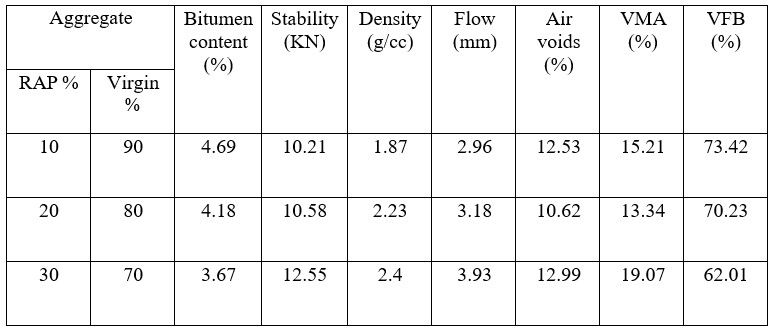 Aggregate Bitumen content (%) Stability (KN) Density (g/cc) Flow (mm) Air voids (%) VMA (%) VFB (%)
RAP % Virgin %
10 90 4.69 10.21 1.87 2.96 12.53 15.21 73.42
20 80 4.18 10.58 2.23 3.18 10.62 13.34 70.23
30 70 3.67 12.55 2.4 3.93 12.99 19.07 62.01